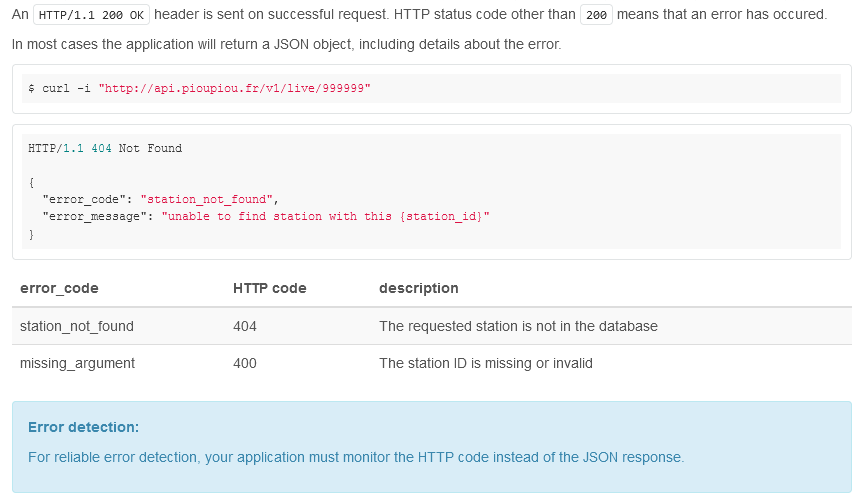 An HTTP/1.1 200 OK header is sent on successful request. HTTP status code other than 200 means that an error has occured.
In most cases the application will return a JSON object, including details about the error.
$ curl -i "http://api.pioupiou.fr/v1/live/999999"
HTTP/1.1 404 Not Found
{
"error_code": "station_not_found",
"error_message": "unable to find station with this {station_id}"
}
error_code HTTP code description
station_not_found 404 The requested station is not in the database
missing_argument 400 The station ID is missing or invalid
Error detection:
For reliable error detection, your application must monitor the HTTP code instead of the JSON response.